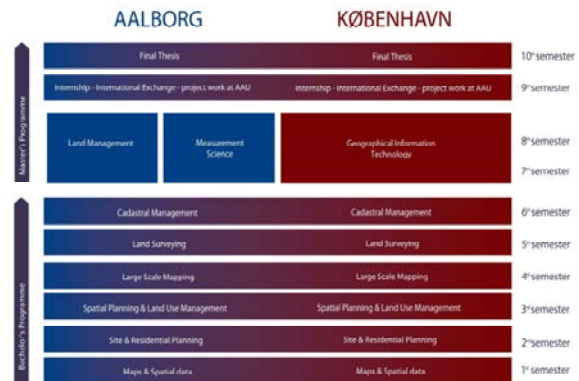 AALBORG KØBENHAVN
Final Thesis Final Thesis 10th semester
Internship - International Exchange - project work at AAU Internship - International Exchange - project work at AAU 9th semester
Land Management Measurement Science Geographical Information Technology 8th semester
7th semester
Cadastral Management Cadastral Management 6th semester
Land Surveying Land Surveying 5th semester
Large Scale Mapping Large Scale Mapping 4th semester
Spatial Planning & Land Use Management Spatial Planning & Land Use Management 3rd semester
Site & Residential Planning Site & Residential Planning 2nd semester
Maps & Spatial data Maps & Spatial data 1st semester
Master's Programme
Bachelor's Programme